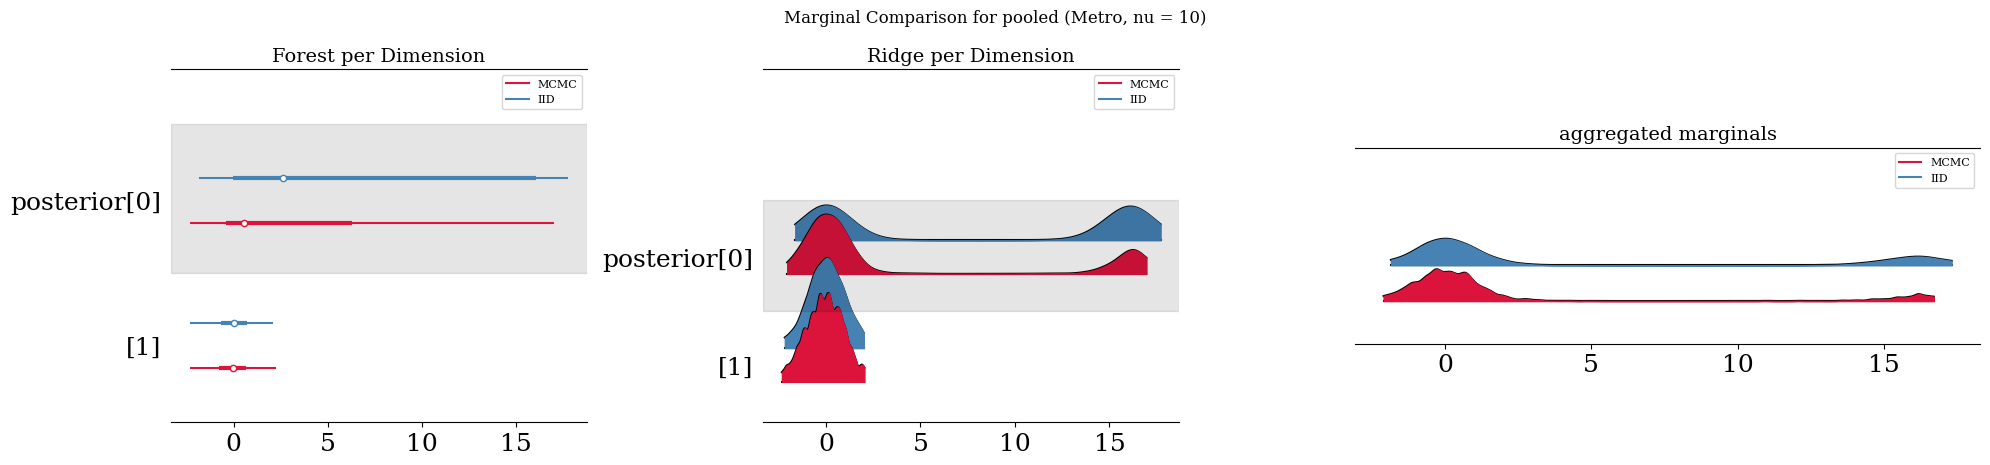 Marginal Comparison for pooled (Metro, nu = 10)
Forest per Dimension
MCMC
IID
posterior[0]
[1]
0 5 10 15
Ridge per Dimension
MCMC
IID
posterior[0]
[1]
0 5 10 15
aggregated marginals
MCMC
IID
0 5 10 15